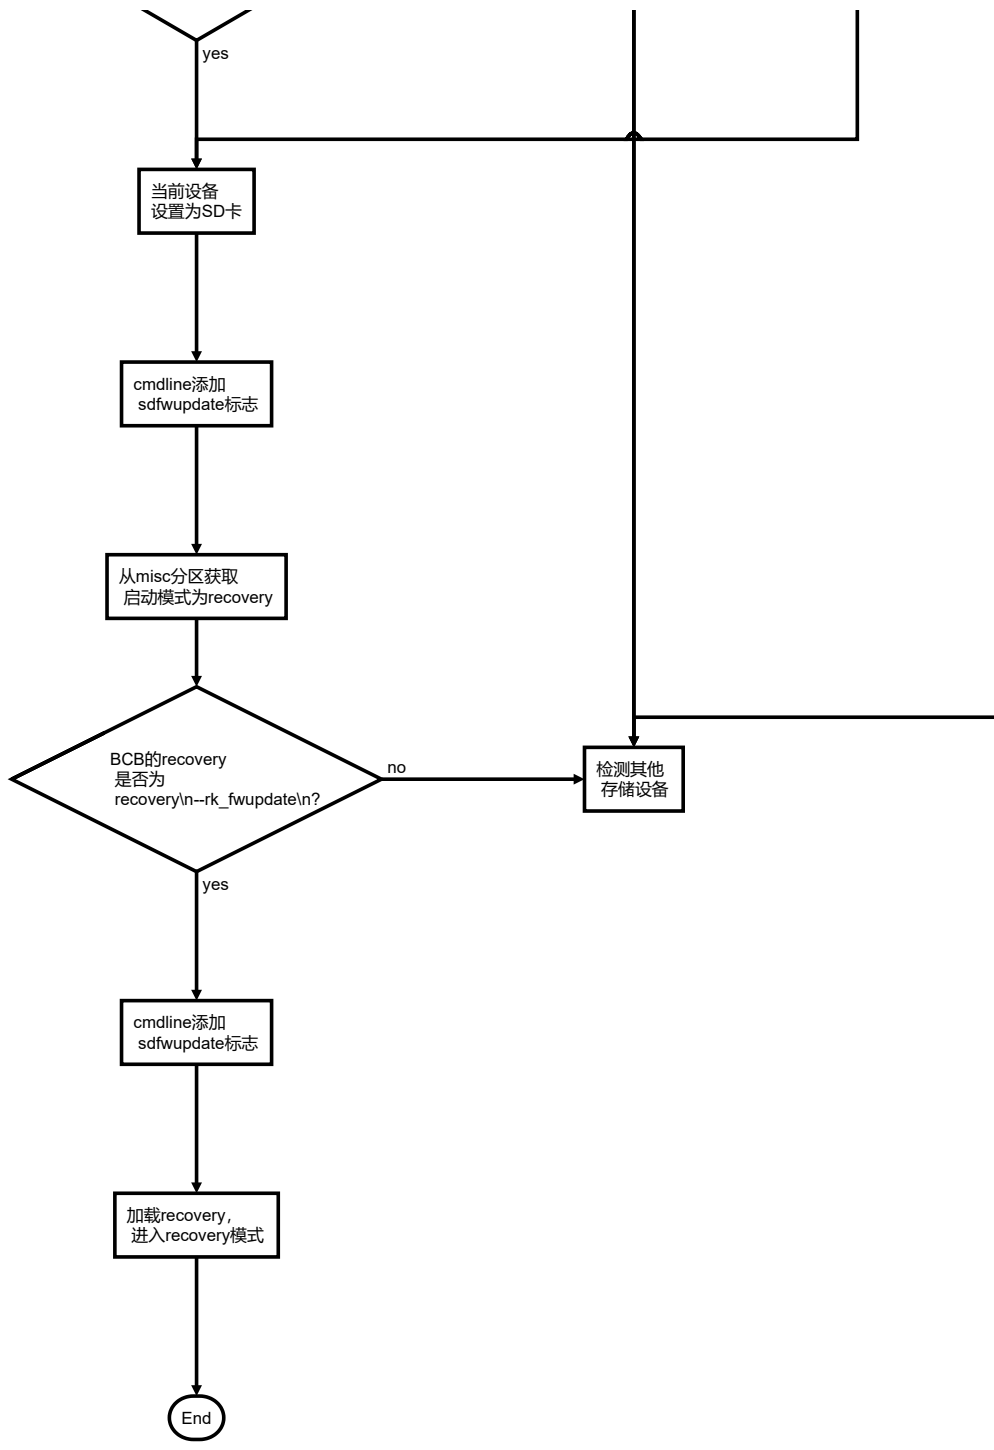 yes
当前设备
设置为SD卡
cmdline添加
sdfwupdate标志
从misc分区获取
启动模式为recovery
BCB的recovery
是否为
recovery\n--rk_fwupdate\n?
no
检测其他
存储设备
yes
cmdline添加
sdfwupdate标志
加载recovery，
进入recovery模式
End